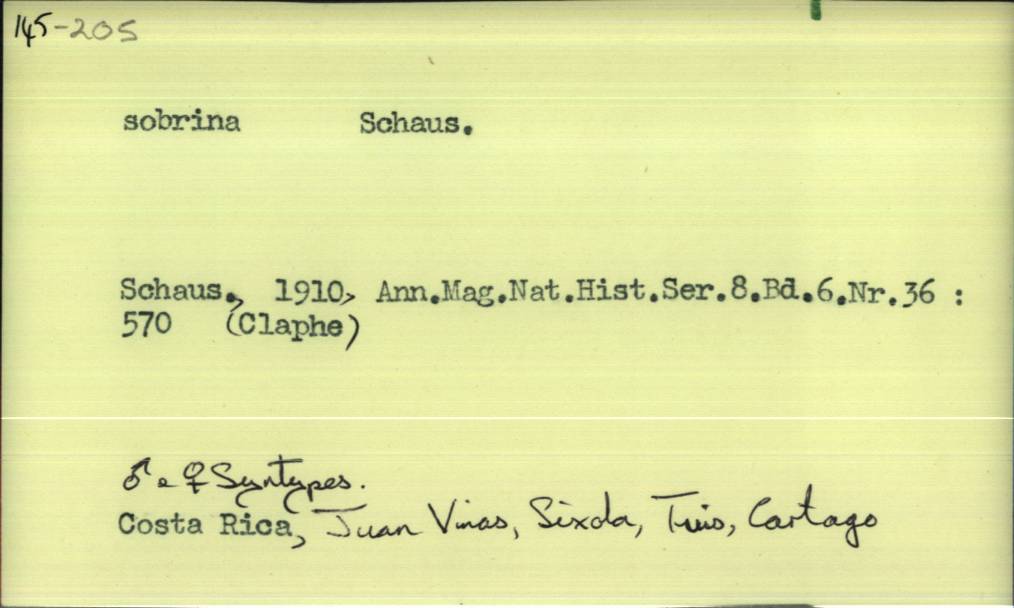 145-205
sobrina Schaus.
Schaus., 1910, Ann.Mag.Nat.Hist.Ser.8.Bd.6.Nr.36 :
570 (Claphe)
♂ & ♀ Syntypes.
Costa Rica, Juan Vinas, Sixola, Tuis, Cartago